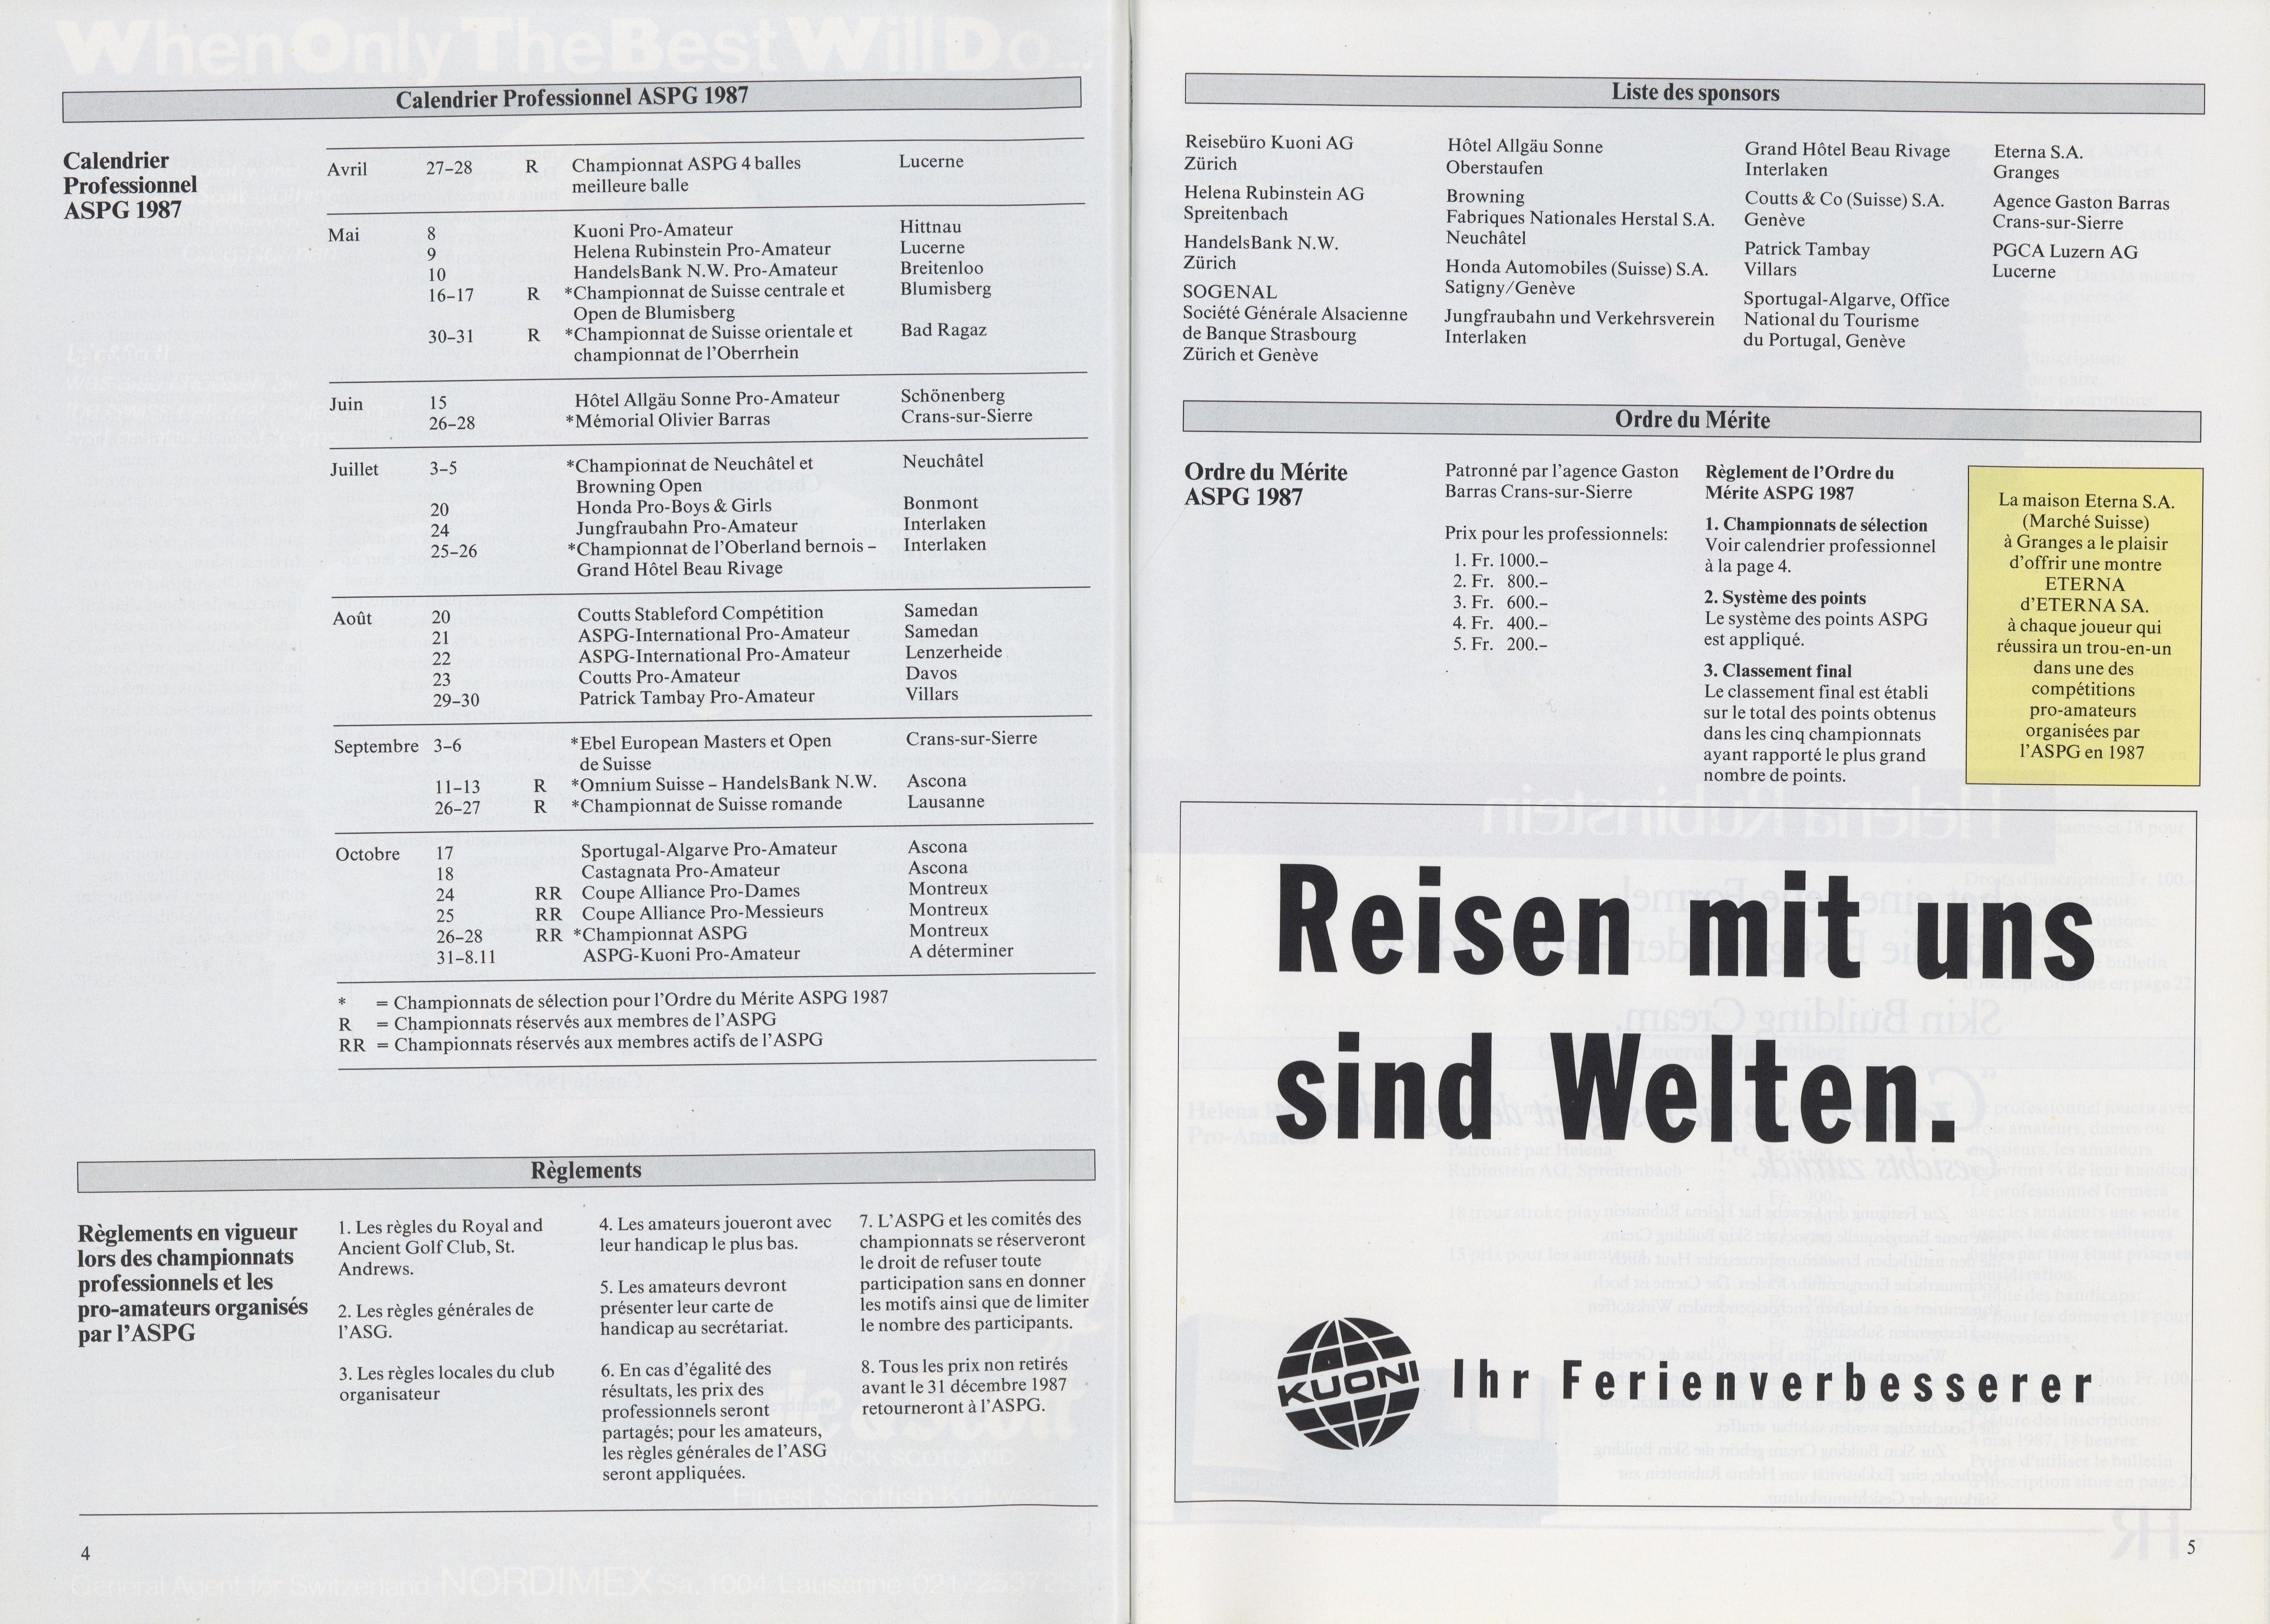 Calendrier Professionnel ASPG 1987
Calendrier
Professionnel
ASPG 1987
Avril 27–28 R Championnat ASPG 4 balles Lucerne
meilleure balle
Mai 8 Kuoni Pro-Amateur Hittnau
9 Helena Rubinstein Pro-Amateur Lucerne
10 HandelsBank N.W. Pro-Amateur Breitenloo
16–17 R *Championnat de Suisse centrale et Blumisberg
Open de Blumisberg
30–31 R *Championnat de Suisse orientale et Bad Ragaz
championnat de l'Oberrhein
Juin 15 Hôtel Allgäu Sonne Pro-Amateur Schönenberg
26–28 *Mémorial Olivier Barras Crans-sur-Sierre
Juillet 3–5 *Championnat de Neuchâtel et Neuchâtel
Browning Open
20 Honda Pro-Boys & Girls Bonmont
24 Jungfraubahn Pro-Amateur Interlaken
25–26 *Championnat de l'Oberland bernois – Interlaken
Grand Hôtel Beau Rivage
Août 20 Coutts Stableford Compétition Samedan
21 ASPG-International Pro-Amateur Samedan
22 ASPG-International Pro-Amateur Lenzerheide
23 Coutts Pro-Amateur Davos
29–30 Patrick Tambay Pro-Amateur Villars
Septembre 3–6 *Ebel European Masters et Open Crans-sur-Sierre
de Suisse
11–13 R *Omnium Suisse – HandelsBank N.W. Ascona
26–27 R *Championnat de Suisse romande Lausanne
Octobre 17 Sportugal-Algarve Pro-Amateur Ascona
18 Castagnata Pro-Amateur Ascona
24 RR Coupe Alliance Pro-Dames Montreux
25 RR Coupe Alliance Pro-Messieurs Montreux
26–28 RR *Championnat ASPG Montreux
31–8.11 ASPG-Kuoni Pro-Amateur A déterminer
* = Championnats de sélection pour l'Ordre du Mérite ASPG 1987
R = Championnats réservés aux membres de l'ASPG
RR = Championnats réservés aux membres actifs de l'ASPG
Règlements
Règlements en vigueur
lors des championnats
professionnels et les
pro-amateurs organisés
par l'ASPG
1. Les règles du Royal and
Ancient Golf Club, St.
Andrews.
2. Les règles générales de
l'ASG.
3. Les règles locales du club
organisateur
4. Les amateurs joueront avec
leur handicap le plus bas.
5. Les amateurs devront
présenter leur carte de
handicap au secrétariat.
6. En cas d'égalité des
résultats, les prix des
professionnels seront
partagés; pour les amateurs,
les règles générales de l'ASG
seront appliquées.
7. L'ASPG et les comités des
championnats se réserveront
le droit de refuser toute
participation sans en donner
les motifs ainsi que de limiter
le nombre des participants.
8. Tous les prix non retirés
avant le 31 décembre 1987
retourneront à l'ASPG.
4
Liste des sponsors
Reisebüro Kuoni AG
Zürich
Helena Rubinstein AG
Spreitenbach
HandelsBank N.W.
Zürich
SOGENAL
Société Générale Alsacienne
de Banque Strasbourg
Zürich et Genève
Hôtel Allgäu Sonne
Oberstaufen
Browning
Fabriques Nationales Herstal S.A.
Neuchâtel
Honda Automobiles (Suisse) S.A.
Satigny/Genève
Jungfraubahn und Verkehrsverein
Interlaken
Grand Hôtel Beau Rivage
Interlaken
Coutts & Co (Suisse) S.A.
Genève
Patrick Tambay
Villars
Sportugal-Algarve, Office
National du Tourisme
du Portugal, Genève
Eterna S.A.
Granges
Agence Gaston Barras
Crans-sur-Sierre
PGCA Luzern AG
Lucerne
Ordre du Mérite
Ordre du Mérite
ASPG 1987
Patronné par l'agence Gaston
Barras Crans-sur-Sierre
Prix pour les professionnels:
1. Fr. 1000.–
2. Fr. 800.–
3. Fr. 600.–
4. Fr. 400.–
5. Fr. 200.–
Règlement de l'Ordre du
Mérite ASPG 1987
1. Championnats de sélection
Voir calendrier professionnel
à la page 4.
2. Système des points
Le système des points ASPG
est appliqué.
3. Classement final
Le classement final est établi
sur le total des points obtenus
dans les cinq championnats
ayant rapporté le plus grand
nombre de points.
La maison Eterna S.A.
(Marché Suisse)
à Granges a le plaisir
d'offrir une montre
ETERNA
d'ETERNA SA.
à chaque joueur qui
réussira un trou-en-un
dans une des
compétitions
pro-amateurs
organisées par
l'ASPG en 1987
Reisen mit uns
sind Welten.
KUONI
Ihr Ferienverbesserer
5